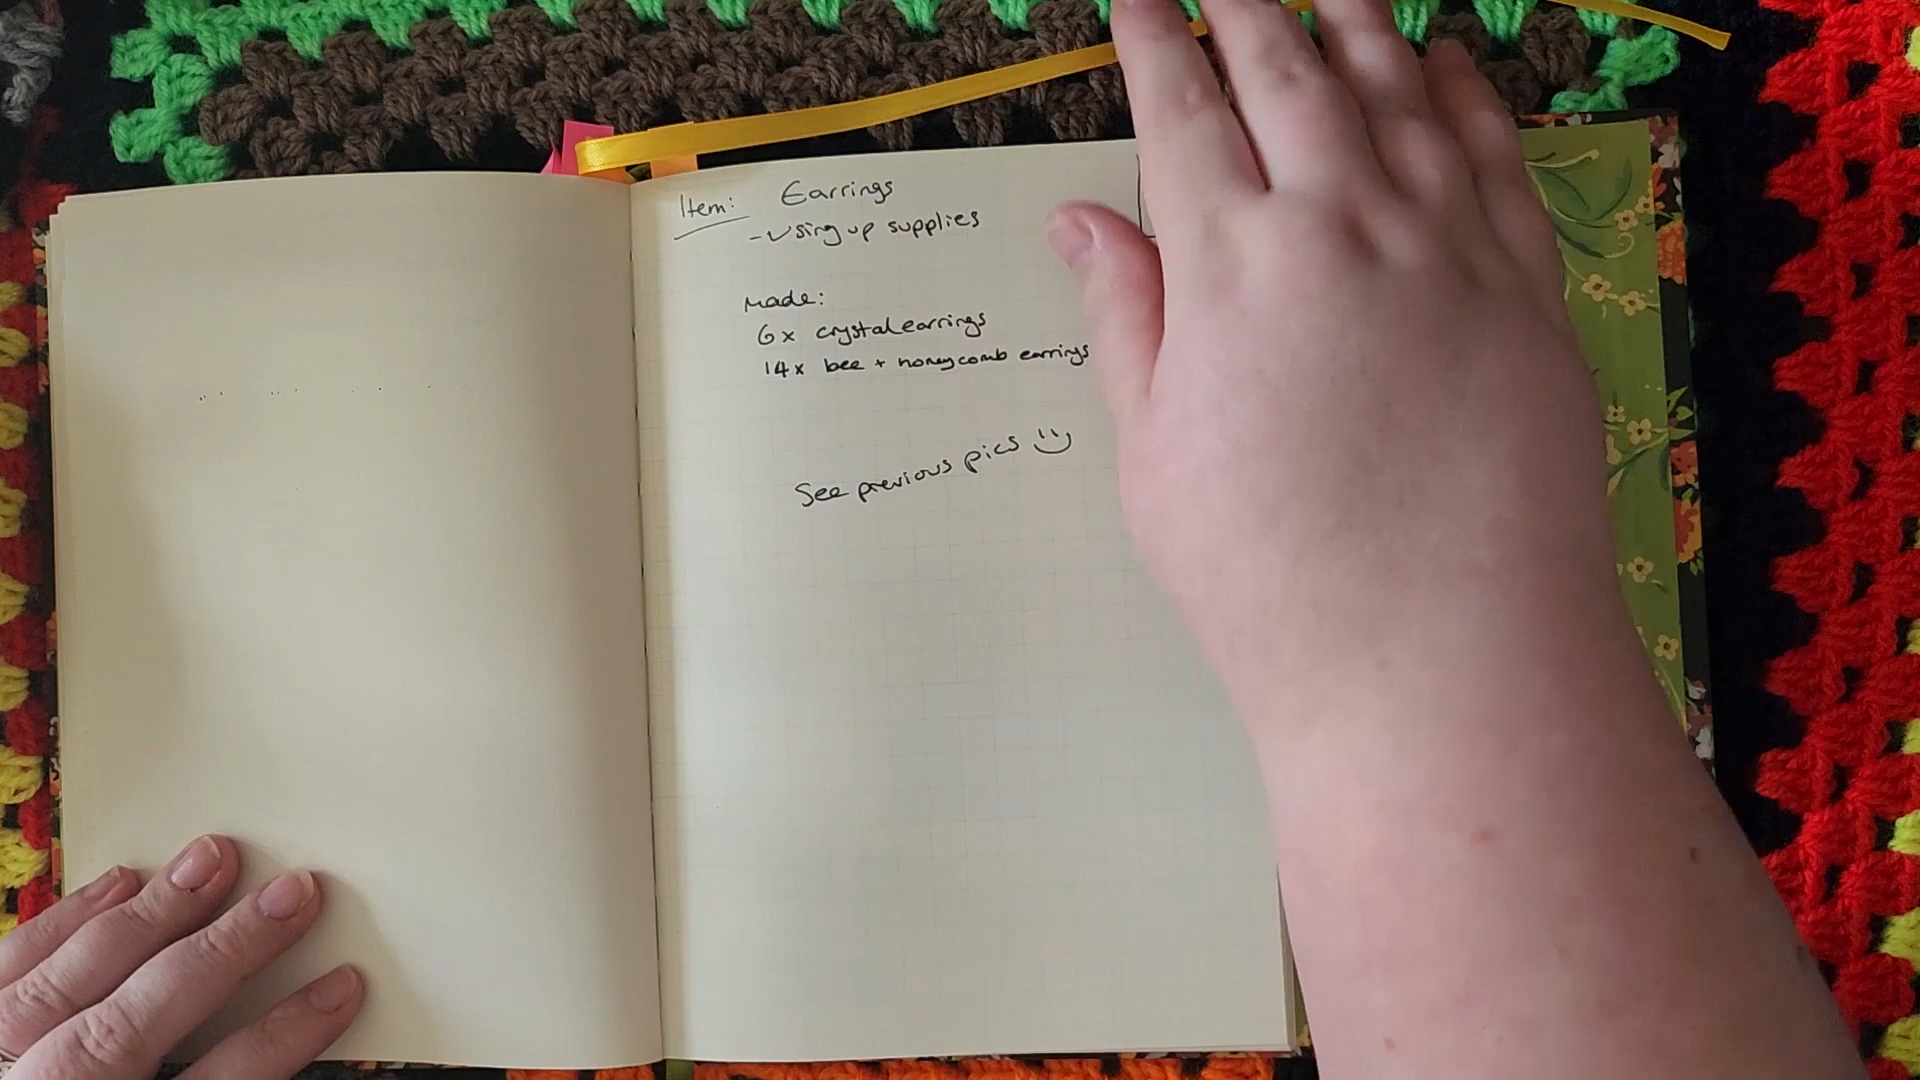 Item: Earrings
- Using up supplies
Made:
6x crystal earrings
14x bee + honeycomb earrings
See previous pics :)